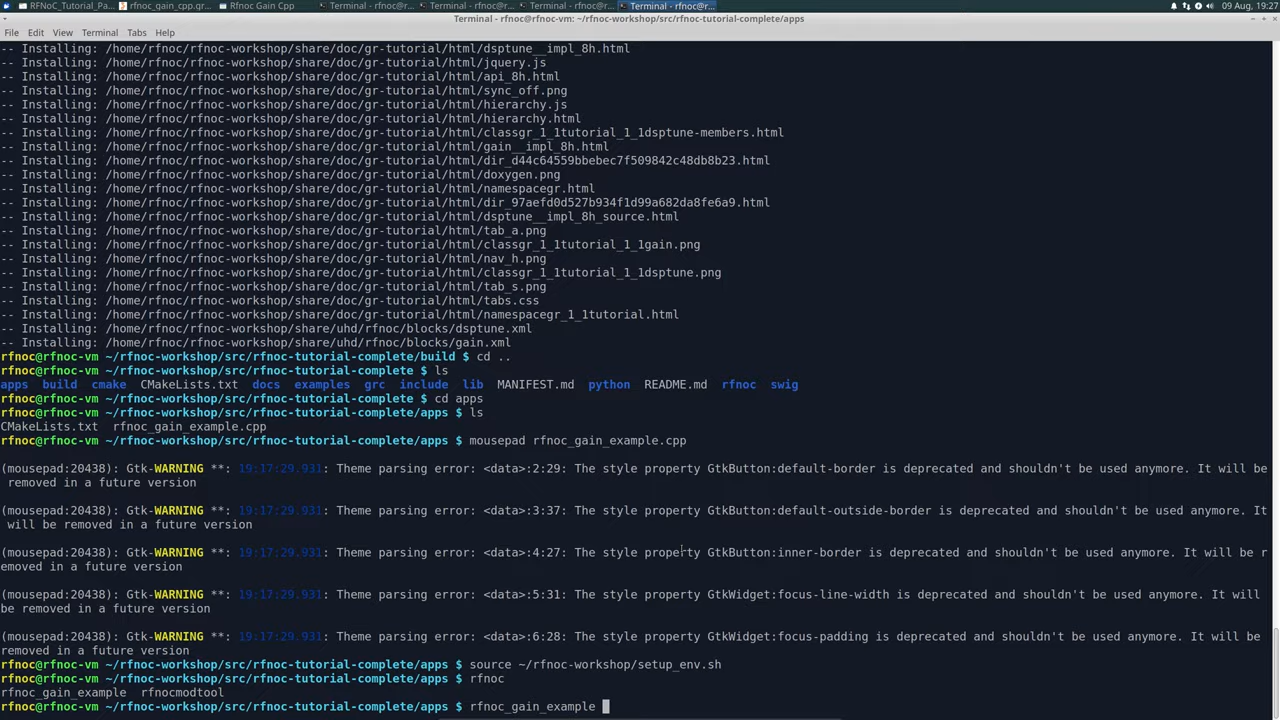 RFNoC_Tutorial_Pa...
rfnoc_gain_cpp.gr...
Rfnoc Gain Cpp
Terminal - rfnoc@r...
Terminal - rfnoc@r...
Terminal - rfnoc@r...
Terminal - rfnoc@r...
09 Aug, 19:27
Terminal - rfnoc@rfnoc-vm: ~/rfnoc-workshop/src/rfnoc-tutorial-complete/apps
File Edit View Terminal Tabs Help
-- Installing: /home/rfnoc/rfnoc-workshop/share/doc/gr-tutorial/html/dsptune__impl_8h.html
-- Installing: /home/rfnoc/rfnoc-workshop/share/doc/gr-tutorial/html/jquery.js
-- Installing: /home/rfnoc/rfnoc-workshop/share/doc/gr-tutorial/html/api_8h.html
-- Installing: /home/rfnoc/rfnoc-workshop/share/doc/gr-tutorial/html/sync_off.png
-- Installing: /home/rfnoc/rfnoc-workshop/share/doc/gr-tutorial/html/hierarchy.js
-- Installing: /home/rfnoc/rfnoc-workshop/share/doc/gr-tutorial/html/hierarchy.html
-- Installing: /home/rfnoc/rfnoc-workshop/share/doc/gr-tutorial/html/classgr_1_1tutorial_1_1dsptune-members.html
-- Installing: /home/rfnoc/rfnoc-workshop/share/doc/gr-tutorial/html/gain__impl_8h.html
-- Installing: /home/rfnoc/rfnoc-workshop/share/doc/gr-tutorial/html/dir_d44c64559bbebec7f509842c48db8b23.html
-- Installing: /home/rfnoc/rfnoc-workshop/share/doc/gr-tutorial/html/doxygen.png
-- Installing: /home/rfnoc/rfnoc-workshop/share/doc/gr-tutorial/html/namespacegr.html
-- Installing: /home/rfnoc/rfnoc-workshop/share/doc/gr-tutorial/html/dir_97aefd0d527b934f1d99a682da8fe6a9.html
-- Installing: /home/rfnoc/rfnoc-workshop/share/doc/gr-tutorial/html/dsptune__impl_8h_source.html
-- Installing: /home/rfnoc/rfnoc-workshop/share/doc/gr-tutorial/html/tab_a.png
-- Installing: /home/rfnoc/rfnoc-workshop/share/doc/gr-tutorial/html/classgr_1_1tutorial_1_1gain.png
-- Installing: /home/rfnoc/rfnoc-workshop/share/doc/gr-tutorial/html/nav_h.png
-- Installing: /home/rfnoc/rfnoc-workshop/share/doc/gr-tutorial/html/classgr_1_1tutorial_1_1dsptune.png
-- Installing: /home/rfnoc/rfnoc-workshop/share/doc/gr-tutorial/html/tab_s.png
-- Installing: /home/rfnoc/rfnoc-workshop/share/doc/gr-tutorial/html/tabs.css
-- Installing: /home/rfnoc/rfnoc-workshop/share/doc/gr-tutorial/html/namespacegr_1_1tutorial.html
-- Installing: /home/rfnoc/rfnoc-workshop/share/uhd/rfnoc/blocks/dsptune.xml
-- Installing: /home/rfnoc/rfnoc-workshop/share/uhd/rfnoc/blocks/gain.xml
rfnoc@rfnoc-vm ~/rfnoc-workshop/src/rfnoc-tutorial-complete/build $ cd ..
rfnoc@rfnoc-vm ~/rfnoc-workshop/src/rfnoc-tutorial-complete $ ls
apps build cmake CMakeLists.txt docs examples grc include lib MANIFEST.md python README.md rfnoc swig
rfnoc@rfnoc-vm ~/rfnoc-workshop/src/rfnoc-tutorial-complete $ cd apps
rfnoc@rfnoc-vm ~/rfnoc-workshop/src/rfnoc-tutorial-complete/apps $ ls
CMakeLists.txt rfnoc_gain_example.cpp
rfnoc@rfnoc-vm ~/rfnoc-workshop/src/rfnoc-tutorial-complete/apps $ mousepad rfnoc_gain_example.cpp
(mousepad:20438): Gtk-WARNING **: 19:17:29.931: Theme parsing error: <data>:2:29: The style property GtkButton:default-border is deprecated and shouldn't be used anymore. It will be
removed in a future version
(mousepad:20438): Gtk-WARNING **: 19:17:29.931: Theme parsing error: <data>:3:37: The style property GtkButton:default-outside-border is deprecated and shouldn't be used anymore. It
will be removed in a future version
(mousepad:20438): Gtk-WARNING **: 19:17:29.931: Theme parsing error: <data>:4:27: The style property GtkButton:inner-border is deprecated and shouldn't be used anymore. It will be r
emoved in a future version
(mousepad:20438): Gtk-WARNING **: 19:17:29.931: Theme parsing error: <data>:5:31: The style property GtkWidget:focus-line-width is deprecated and shouldn't be used anymore. It will
be removed in a future version
(mousepad:20438): Gtk-WARNING **: 19:17:29.931: Theme parsing error: <data>:6:28: The style property GtkWidget:focus-padding is deprecated and shouldn't be used anymore. It will be
removed in a future version
rfnoc@rfnoc-vm ~/rfnoc-workshop/src/rfnoc-tutorial-complete/apps $ source ~/rfnoc-workshop/setup_env.sh
rfnoc@rfnoc-vm ~/rfnoc-workshop/src/rfnoc-tutorial-complete/apps $ rfnoc
rfnoc_gain_example rfnocmodtool
rfnoc@rfnoc-vm ~/rfnoc-workshop/src/rfnoc-tutorial-complete/apps $ rfnoc_gain_example